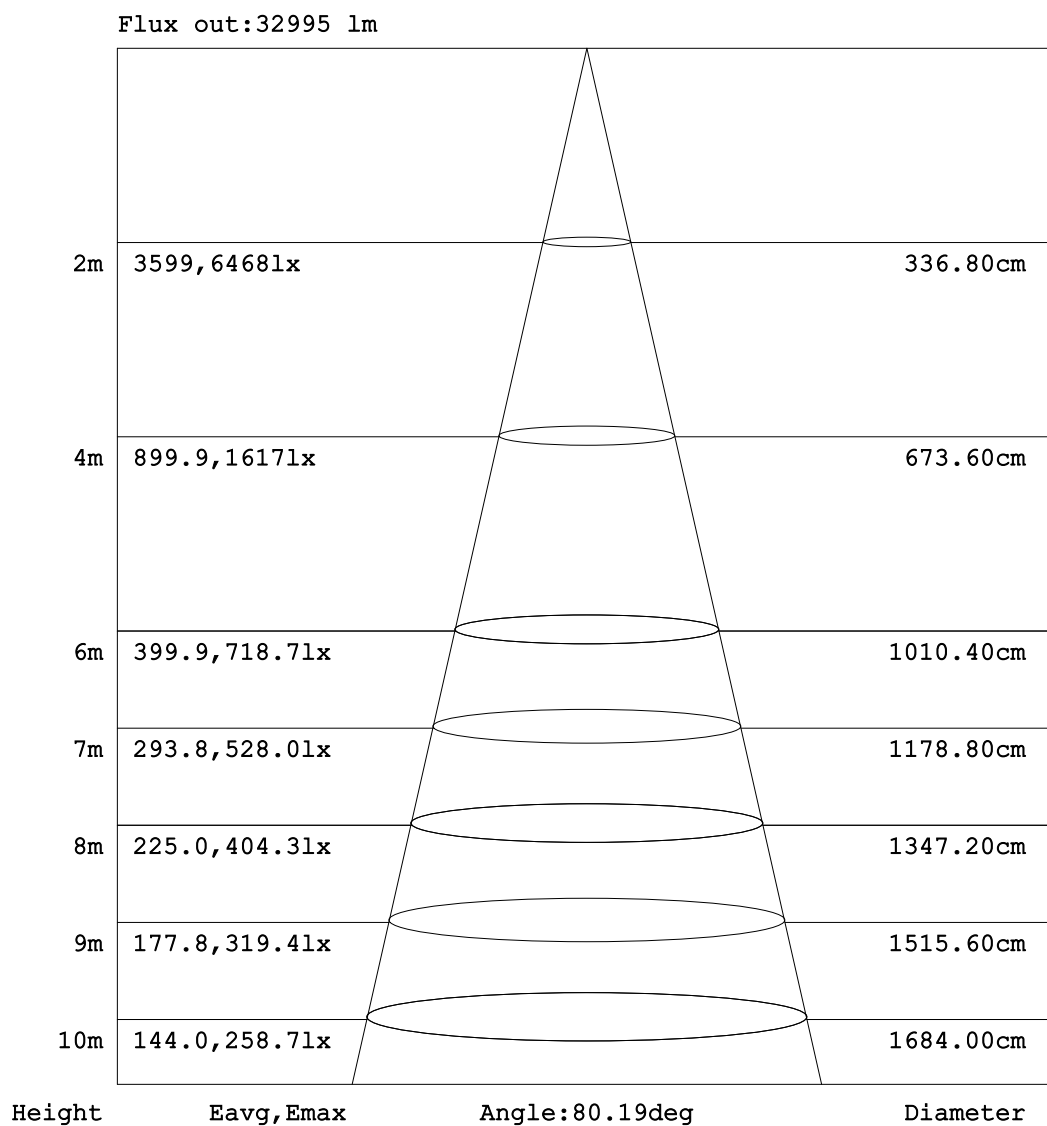 Flux out:32995 lm
2m 3599,6468lx 336.80cm
4m 899.9,1617lx 673.60cm
6m 399.9,718.7lx 1010.40cm
7m 293.8,528.0lx 1178.80cm
8m 225.0,404.3lx 1347.20cm
9m 177.8,319.4lx 1515.60cm
10m 144.0,258.7lx 1684.00cm
Height Eavg,Emax Angle:80.19deg Diameter